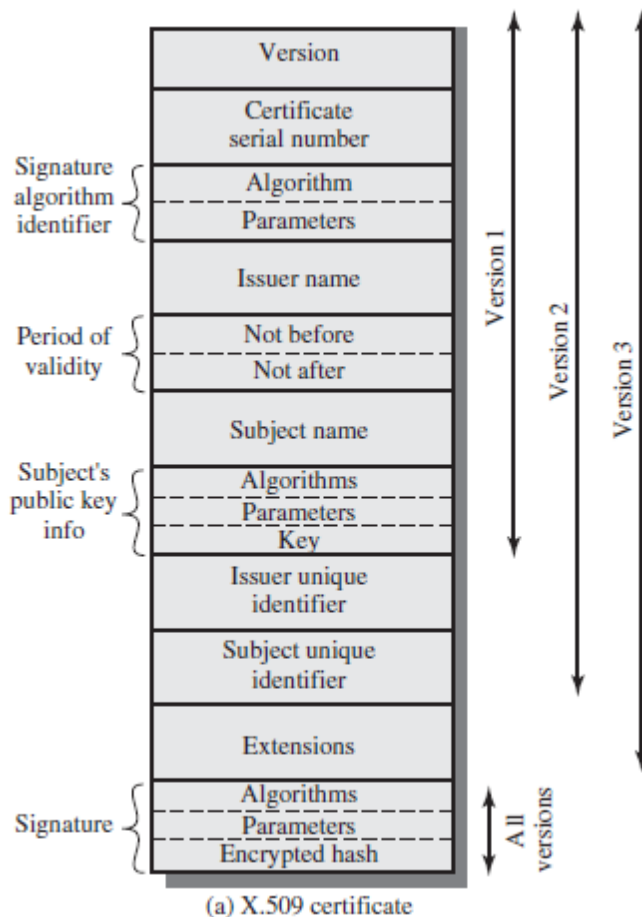 Version
Certificate
serial number
Signature
algorithm
identifier
Algorithm
Parameters
Issuer name
Period of
validity
Not before
Not after
Subject name
Subject's
public key
info
Algorithms
Parameters
Key
Issuer unique
identifier
Subject unique
identifier
Extensions
Signature
Algorithms
Parameters
Encrypted hash
Version 1
Version 2
Version 3
All
versions
(a) X.509 certificate